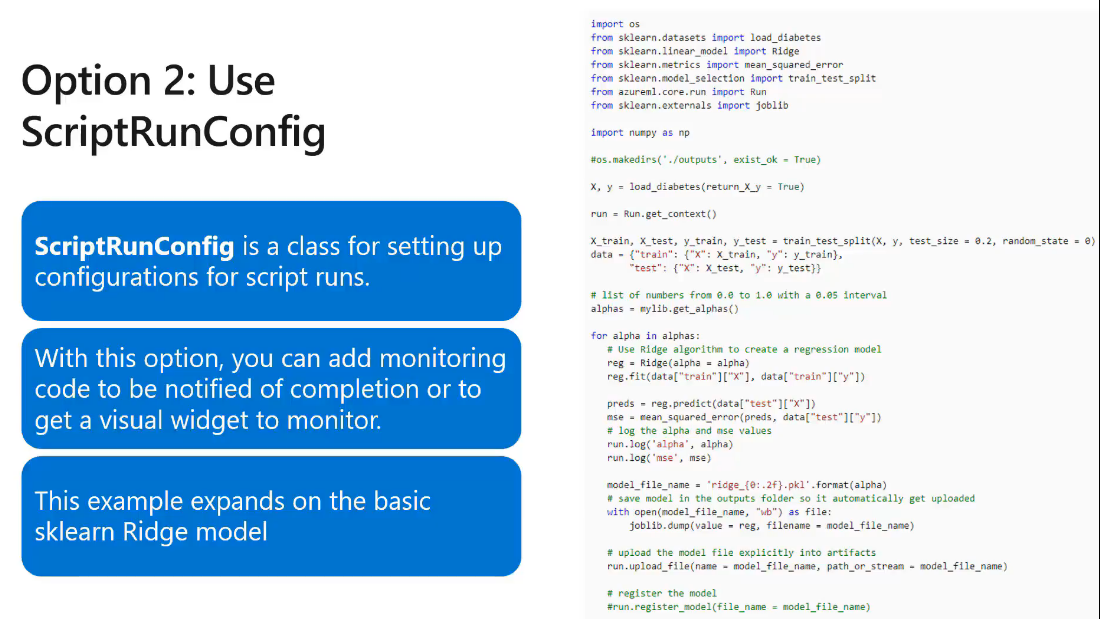 Option 2: Use
ScriptRunConfig
ScriptRunConfig is a class for setting up
configurations for script runs.
With this option, you can add monitoring
code to be notified of completion or to
get a visual widget to monitor.
This example expands on the basic
sklearn Ridge model
import os
from sklearn.datasets import load_diabetes
from sklearn.linear_model import Ridge
from sklearn.metrics import mean_squared_error
from sklearn.model_selection import train_test_split
from azureml.core.run import Run
from sklearn.externals import joblib
import numpy as np
#os.makedirs('./outputs', exist_ok = True)
X, y = load_diabetes(return_X_y = True)
run = Run.get_context()
X_train, X_test, y_train, y_test = train_test_split(X, y, test_size = 0.2, random_state = 0)
data = {"train": {"X": X_train, "y": y_train},
"test": {"X": X_test, "y": y_test}}
# list of numbers from 0.0 to 1.0 with a 0.05 interval
alphas = mylib.get_alphas()
for alpha in alphas:
# Use Ridge algorithm to create a regression model
reg = Ridge(alpha = alpha)
reg.fit(data["train"]["X"], data["train"]["y"])
preds = reg.predict(data["test"]["X"])
mse = mean_squared_error(preds, data["test"]["y"])
# log the alpha and mse values
run.log('alpha', alpha)
run.log('mse', mse)
model_file_name = 'ridge_{0:.2f}.pkl'.format(alpha)
# save model in the outputs folder so it automatically get uploaded
with open(model_file_name, "wb") as file:
joblib.dump(value = reg, filename = model_file_name)
# upload the model file explicitly into artifacts
run.upload_file(name = model_file_name, path_or_stream = model_file_name)
# register the model
#run.register_model(file_name = model_file_name)